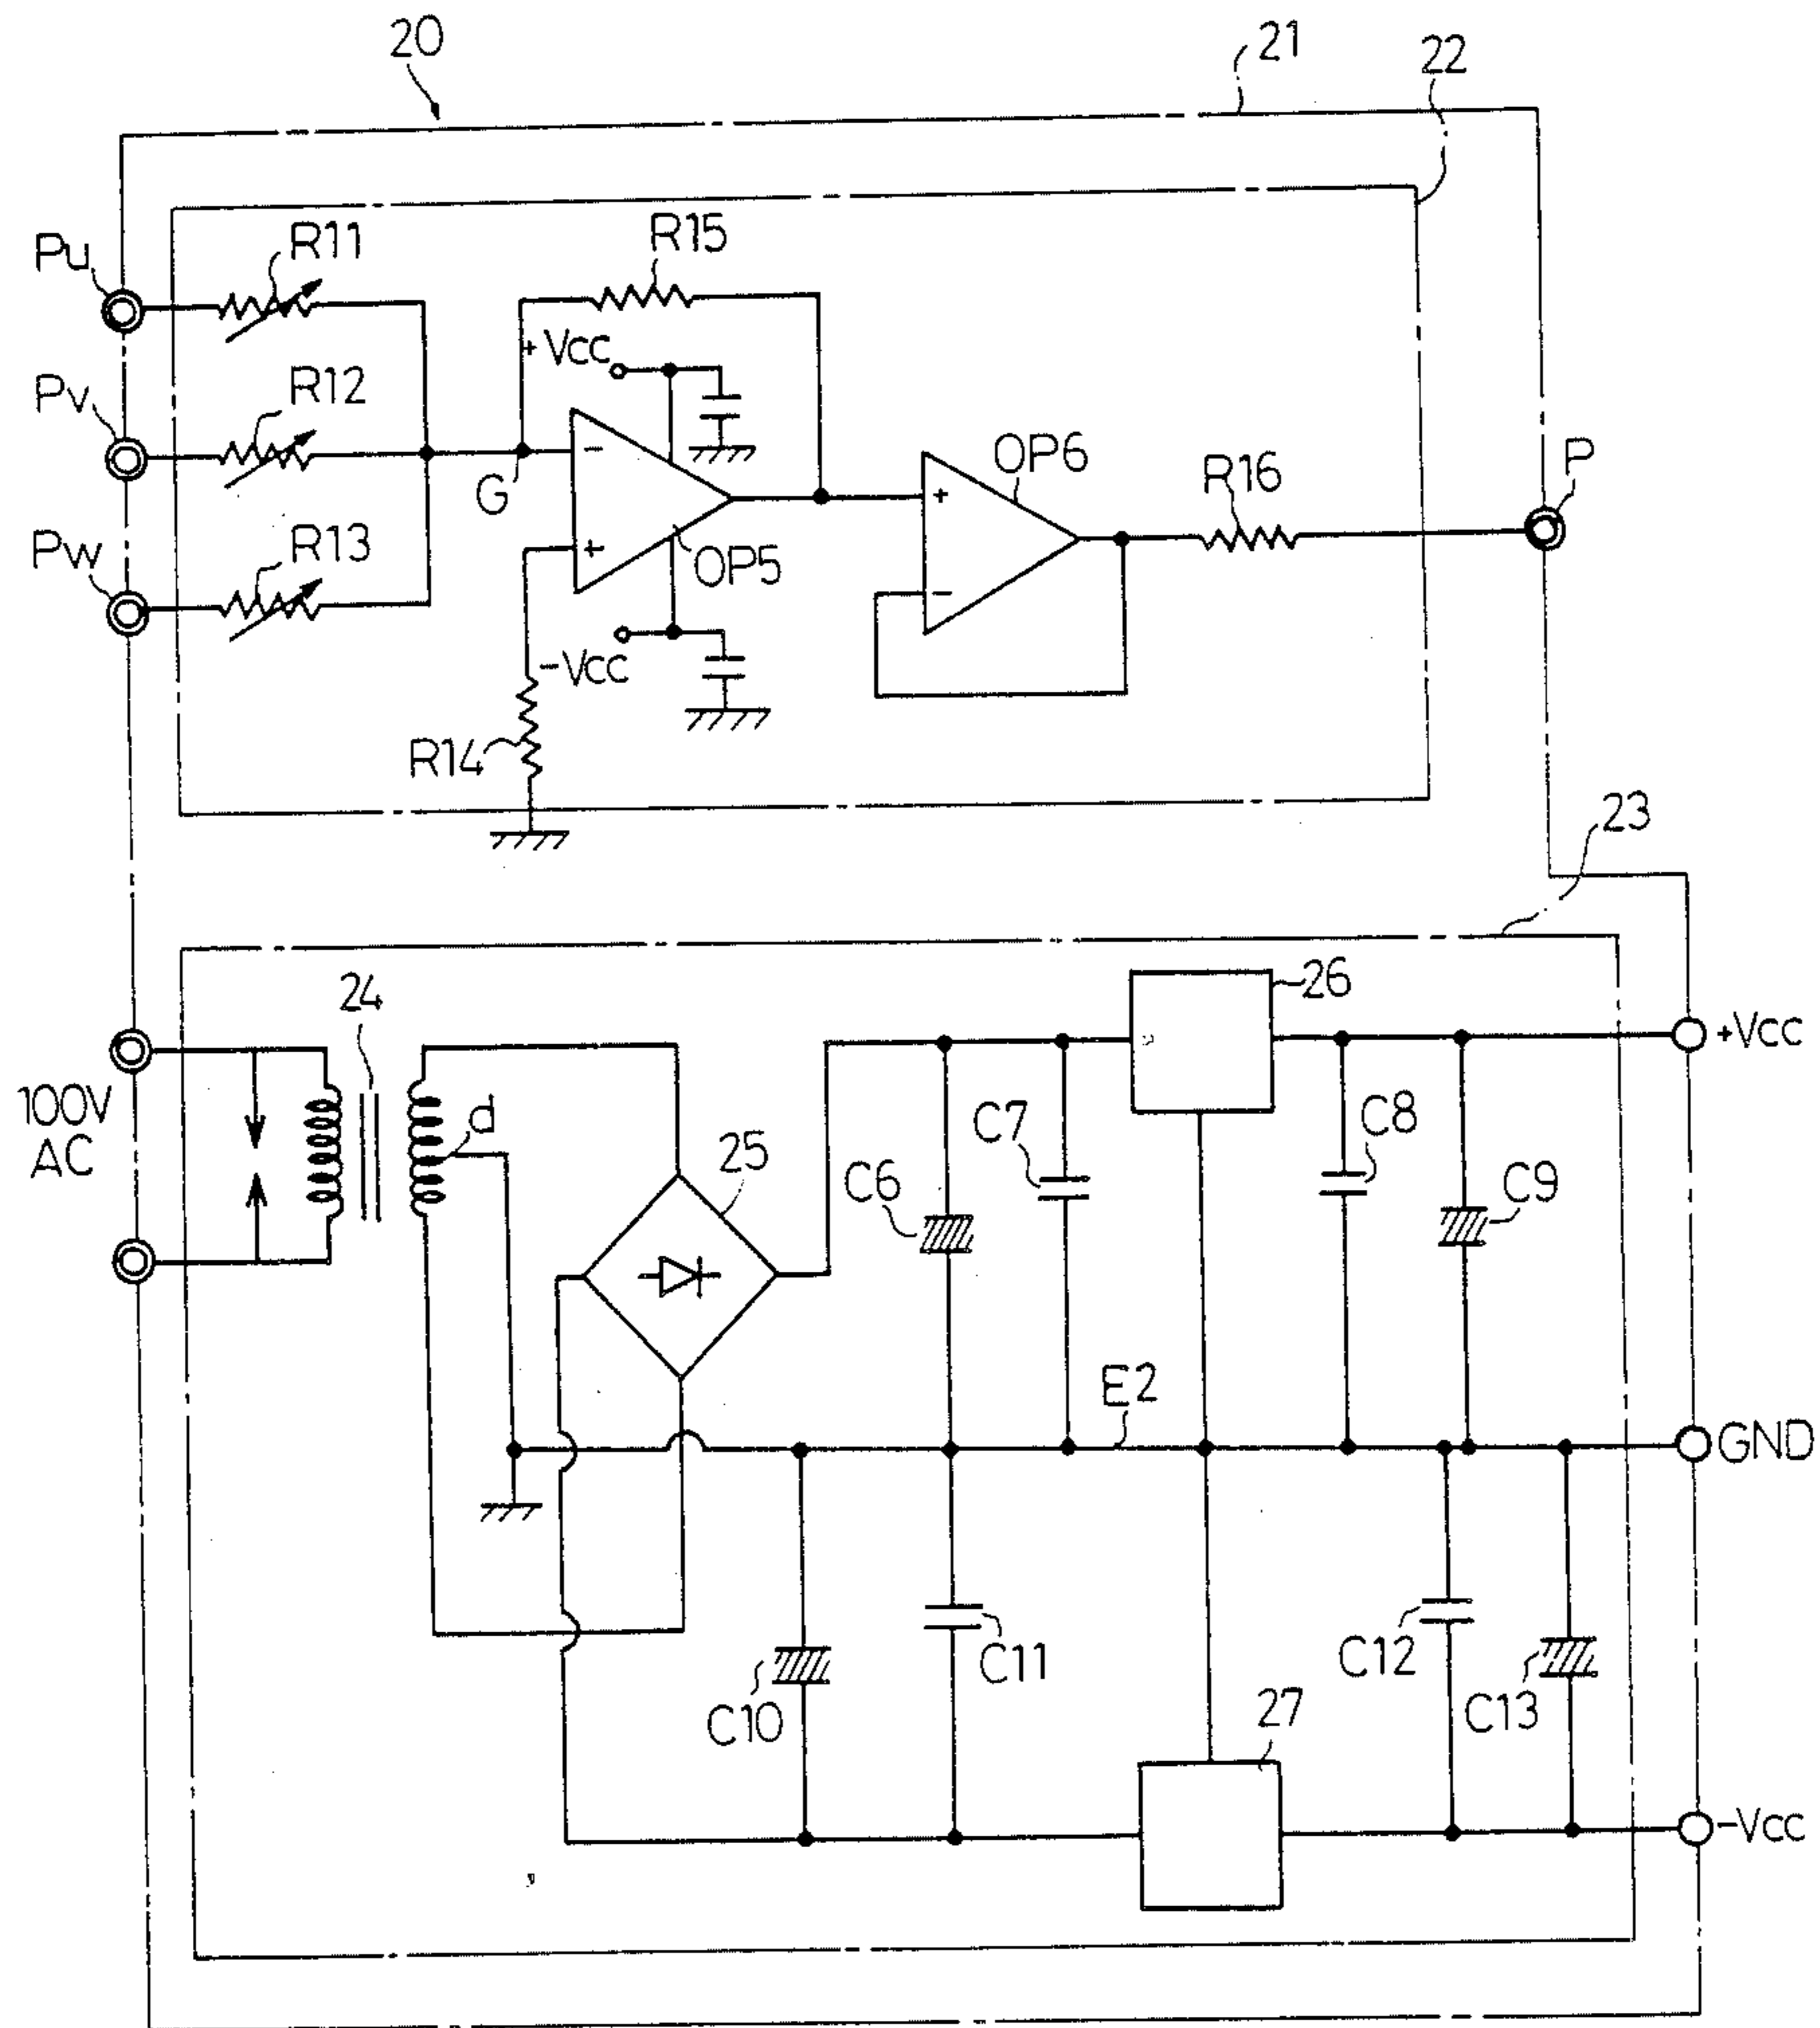 20
21
22
Pu
R11
R15
+Vcc
Pv
R12
G
OP6
R16
P
Pw
R13
OP5
-Vcc
R14
23
24
26
+Vcc
100V
AC
d
25
C6
C7
C8
C9
E2
GND
C10
C11
C12
C13
27
-Vcc
+
-
+
-